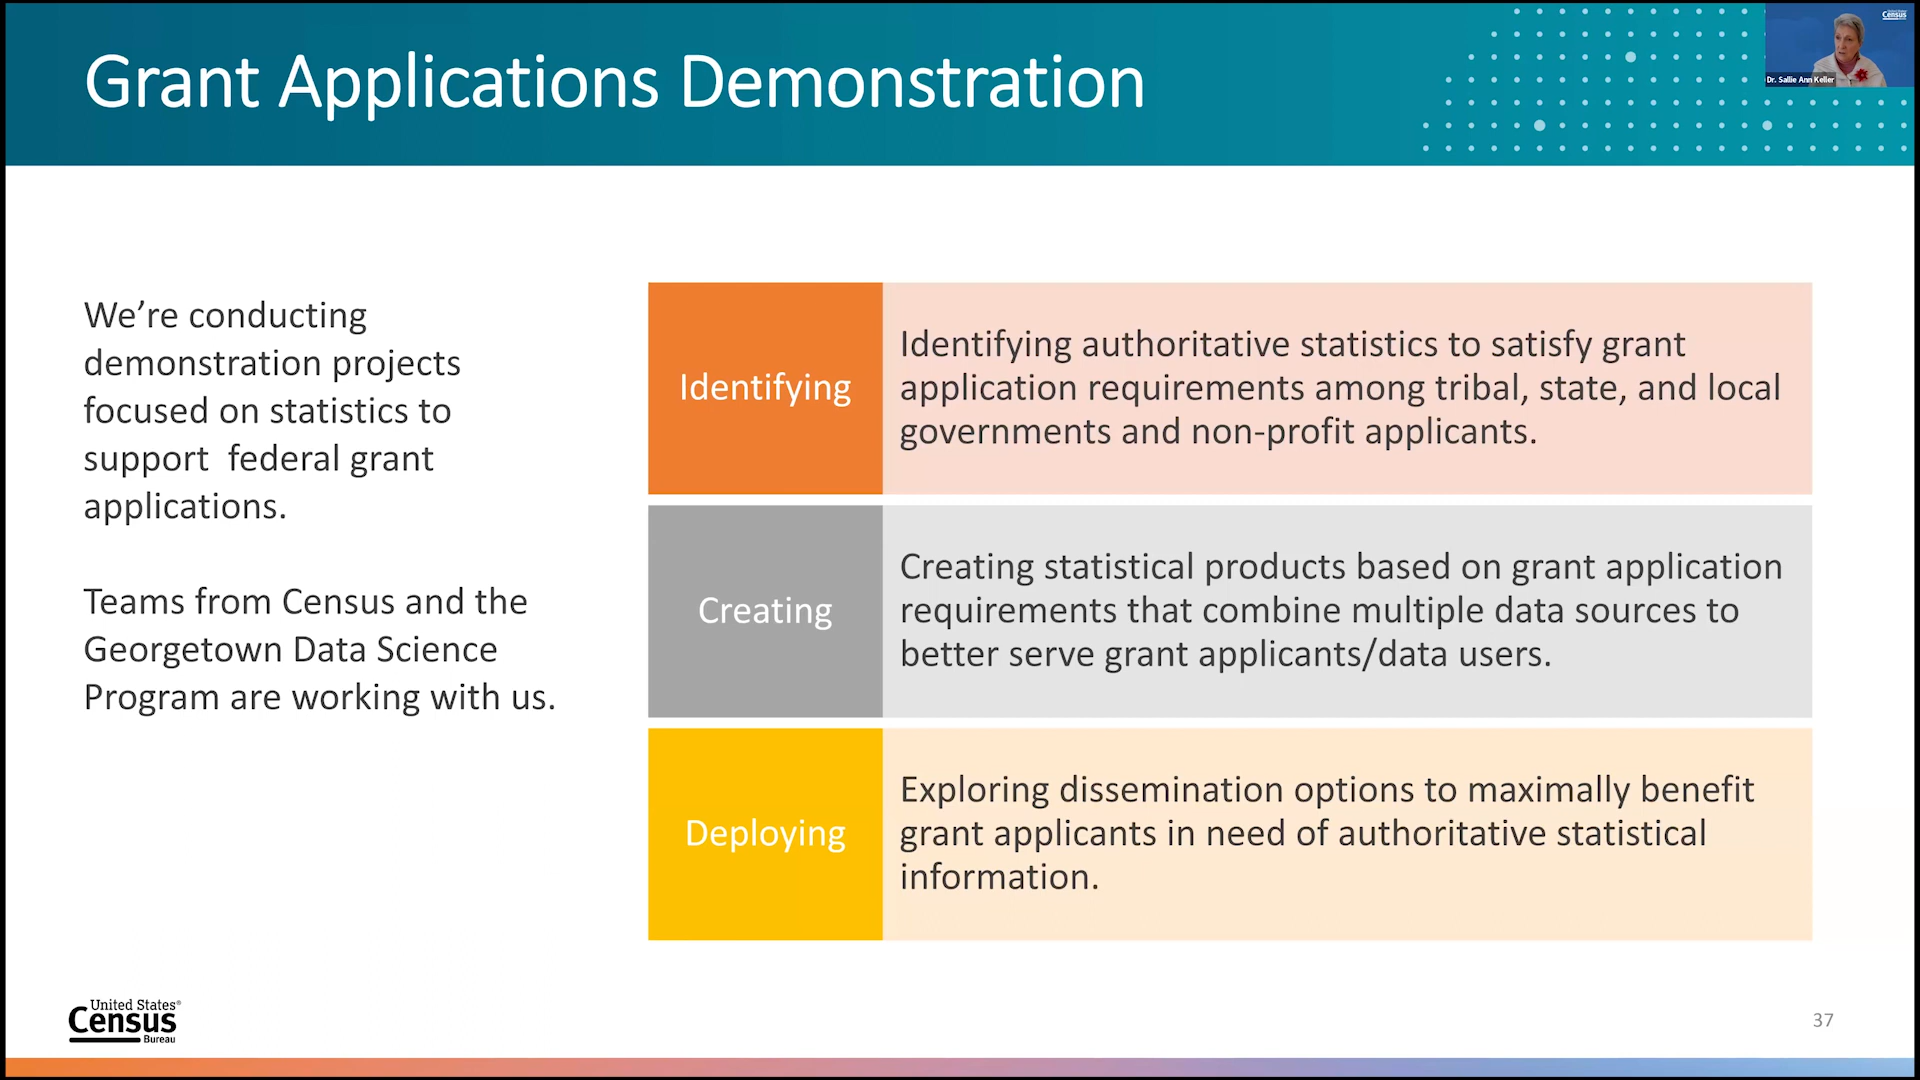 Grant Applications Demonstration
Census
Dr. Sallie Ann Keller
We’re conducting
demonstration projects
focused on statistics to
support  federal grant
applications.
Teams from Census and the
Georgetown Data Science
Program are working with us.
Identifying
Identifying authoritative statistics to satisfy grant
application requirements among tribal, state, and local
governments and non-profit applicants.
Creating
Creating statistical products based on grant application
requirements that combine multiple data sources to
better serve grant applicants/data users.
Deploying
Exploring dissemination options to maximally benefit
grant applicants in need of authoritative statistical
information.
United States®
Census
Bureau
37